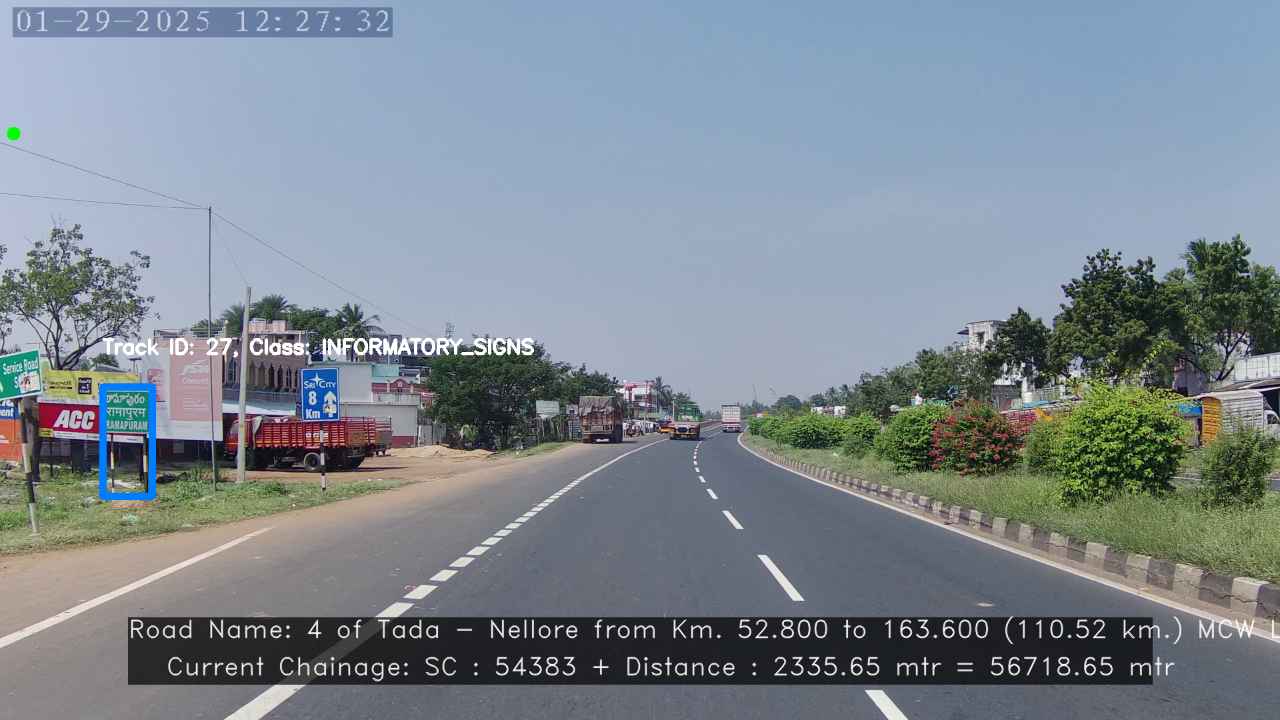 01-29-2025 12:27:32
Track ID: 27, Class: INFORMATORY_SIGNS
Service Road
SRI CITY
8
Km
ACC
రామాపురం
ராமாபுரம்
RAMAPURAM
Road Name: 4 of Tada - Nellore from Km. 52.800 to 163.600 (110.52 km.) MCW L
Current Chainage: SC : 54383 + Distance : 2335.65 mtr = 56718.65 mtr